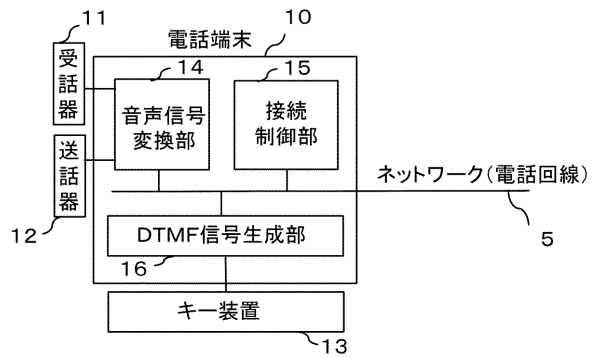 11
電話端末
10
受話器
14
音声信号
変換部
15
接続
制御部
送話器
12
ネットワーク(電話回線)
5
DTMF信号生成部
16
キー装置
13